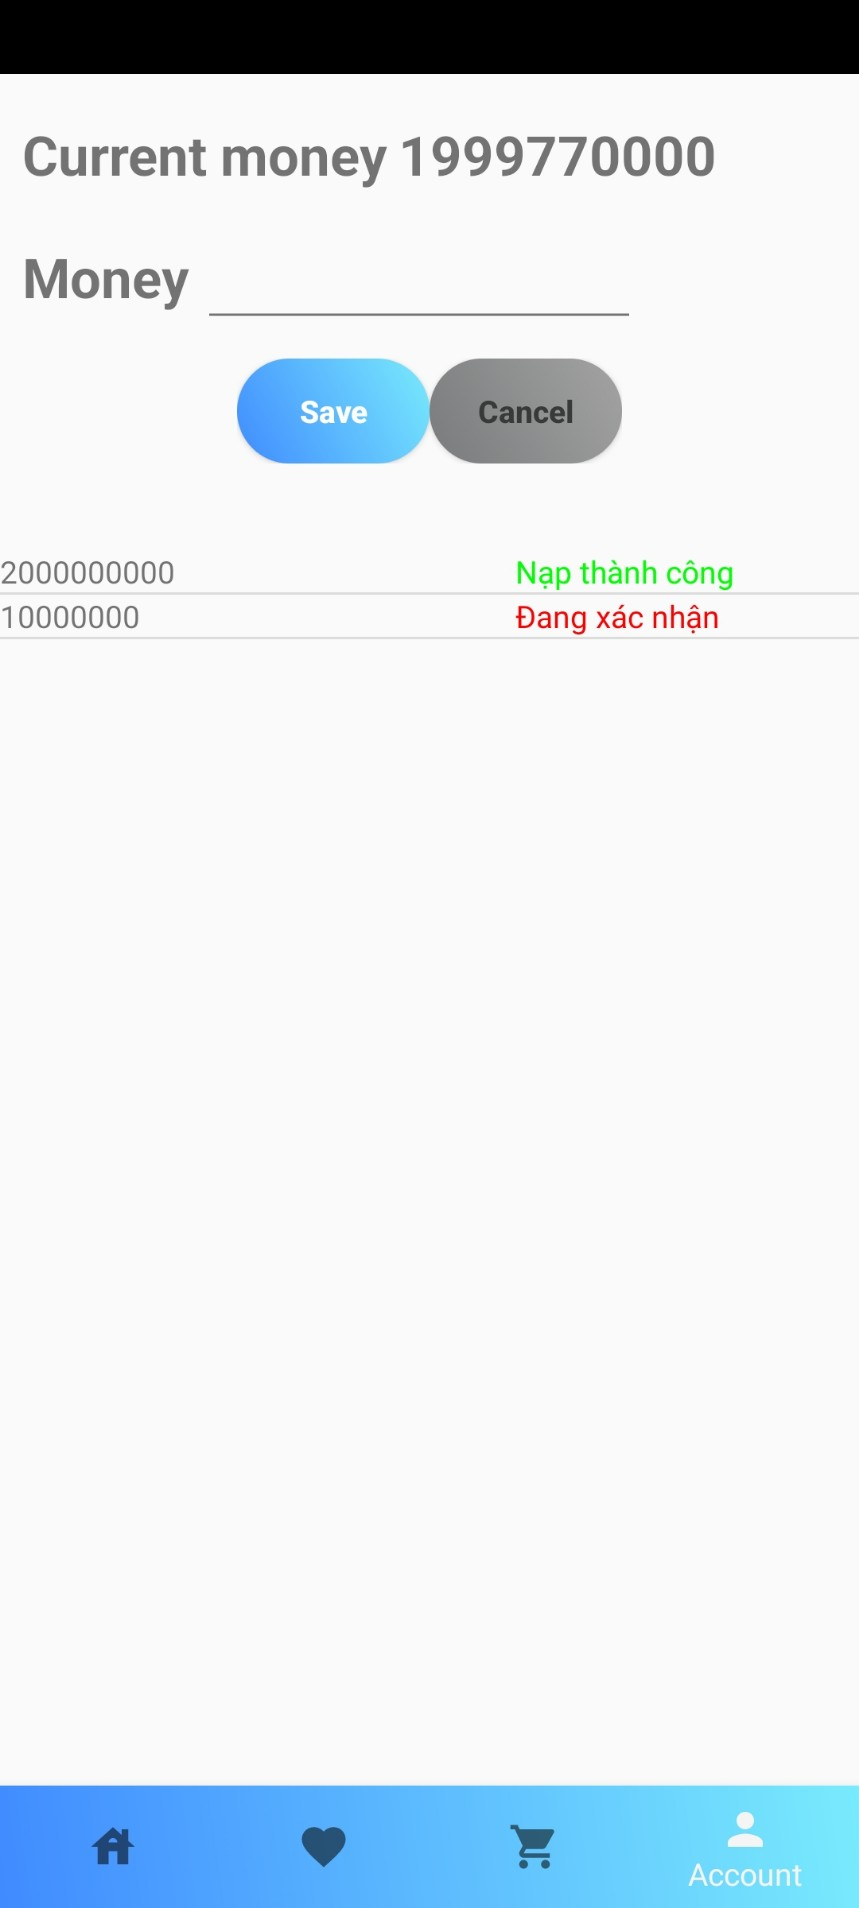 Current money 1999770000
Money
Save Cancel
2000000000 Nạp thành công
10000000 Đang xác nhận
Account